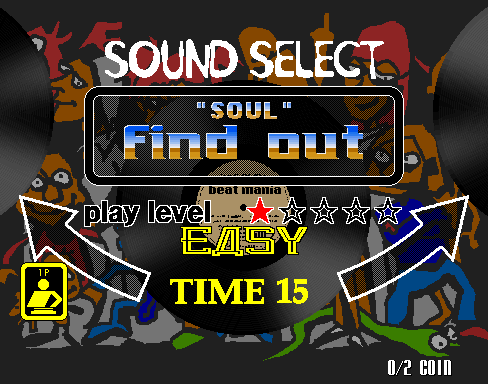 SOUND SELECT
"SOUL"
find out
beat mania
play level
EASY
TIME 15
1P
0/2 COIN